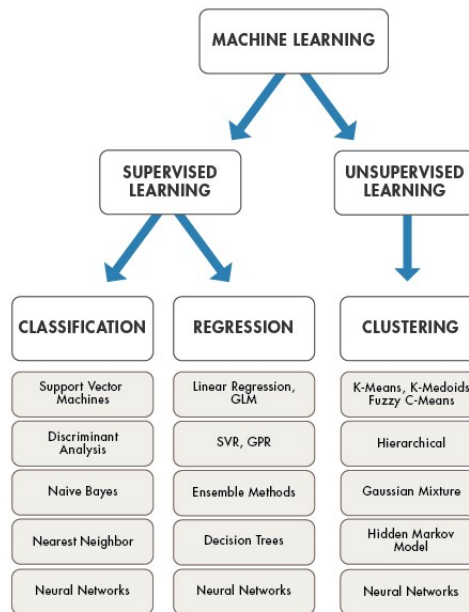 MACHINE LEARNING
SUPERVISED
LEARNING
UNSUPERVISED
LEARNING
CLASSIFICATION
Support Vector
Machines
Discriminant
Analysis
Naive Bayes
Nearest Neighbor
Neural Networks
REGRESSION
Linear Regression,
GLM
SVR, GPR
Ensemble Methods
Decision Trees
Neural Networks
CLUSTERING
K-Means, K-Medoids
Fuzzy C-Means
Hierarchical
Gaussian Mixture
Hidden Markov
Model
Neural Networks